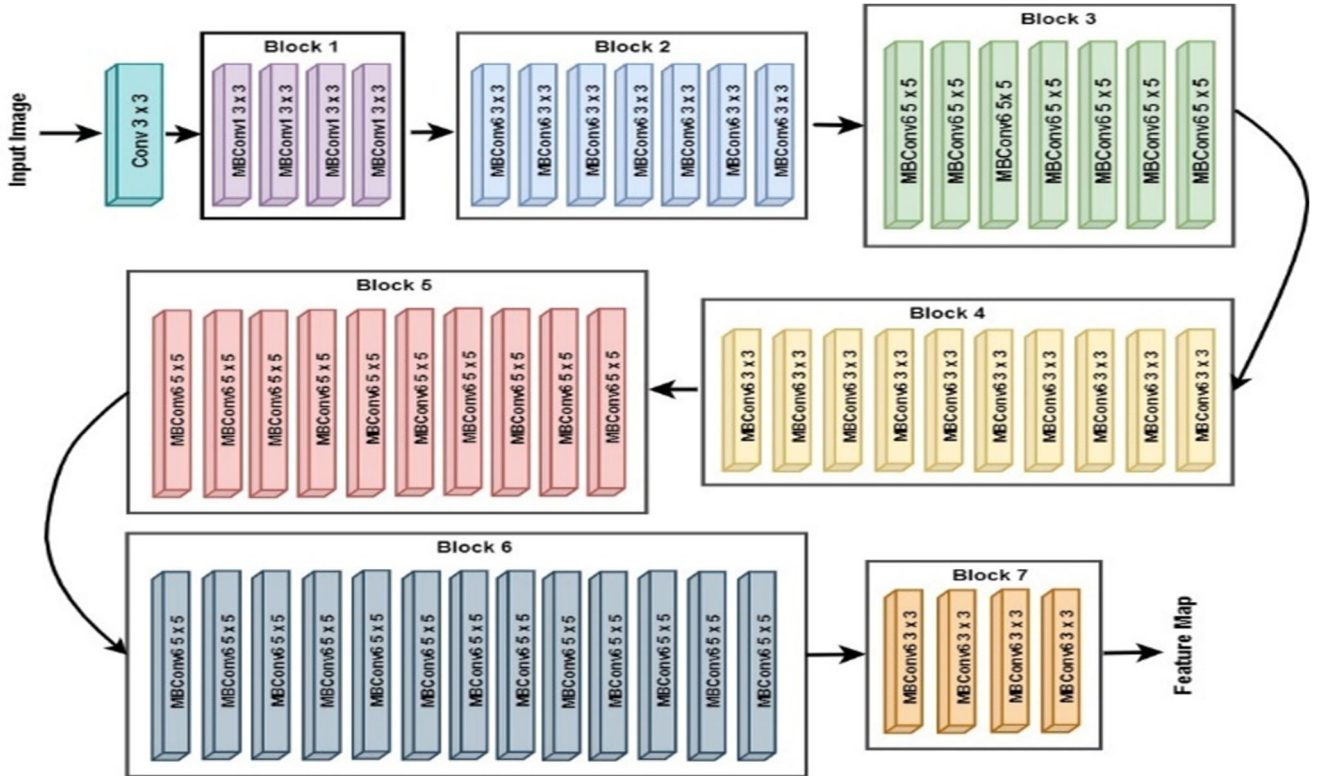 Input Image
Conv 3 x 3
Block 1
MBConv1 3 x 3
MBConv1 3 x 3
MBConv1 3 x 3
MBConv1 3 x 3
Block 2
MBConv6 3 x 3
MBConv6 3 x 3
MBConv6 3 x 3
MBConv6 3 x 3
MBConv6 3 x 3
MBConv6 3 x 3
MBConv6 3 x 3
Block 3
MBConv6 5 x 5
MBConv6 5 x 5
MBConv6 5x 5
MBConv6 5 x 5
MBConv6 5 x 5
MBConv6 5 x 5
MBConv6 5 x 5
Block 4
MBConv6 3 x 3
MBConv6 3 x 3
MBConv6 3 x 3
MBConv6 3 x 3
MBConv6 3 x 3
MBConv6 3 x 3
MBConv6 3 x 3
MBConv6 3 x 3
MBConv6 3 x 3
MBConv6 3 x 3
Block 5
MBConv6 5 x 5
MBConv6 5 x 5
MBConv6 5 x 5
MBConv6 5 x 5
MBConv6 5 x 5
MBConv6 5 x 5
MBConv6 5 x 5
MBConv6 5 x 5
MBConv6 5 x 5
MBConv6 5 x 5
Block 6
MBConv6 5 x 5
MBConv6 5 x 5
MBConv6 5 x 5
MBConv6 5 x 5
MBConv6 5 x 5
MBConv6 5 x 5
MBConv6 5 x 5
MBConv6 5 x 5
MBConv6 5 x 5
MBConv6 5 x 5
MBConv6 5 x 5
MBConv6 5 x 5
MBConv6 5 x 5
Block 7
MBConv6 3 x 3
MBConv6 3 x 3
MBConv6 3 x 3
MBConv6 3 x 3
Feature Map